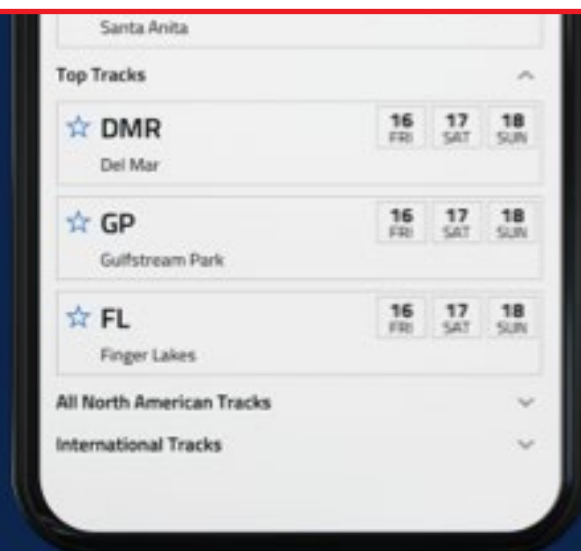 Santa Anita
Top Tracks
DMR
16 17 18
FRI SAT SUN
Del Mar
GP
16 17 18
FRI SAT SUN
Gulfstream Park
FL
16 17 18
FRI SAT SUN
Finger Lakes
All North American Tracks
International Tracks